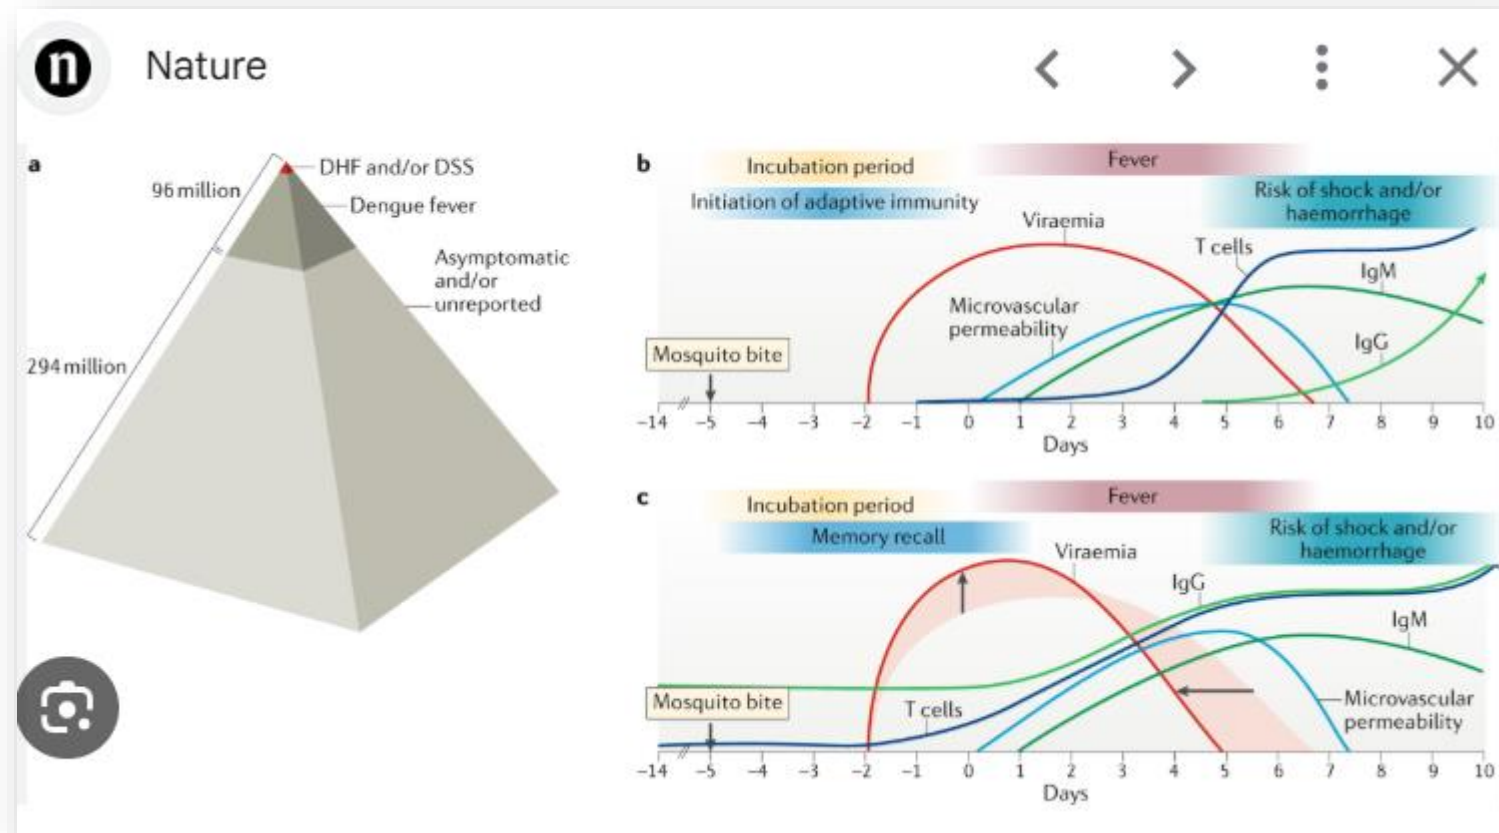 n Nature
a
DHF and/or DSS
96 million
Dengue fever
Asymptomatic
and/or
unreported
294 million
b
Incubation period
Fever
Initiation of adaptive immunity
Risk of shock and/or
haemorrhage
Viraemia
T cells
IgM
Microvascular
permeability
IgG
Mosquito bite
-14 // -5 -4 -3 -2 -1 0 1 2 3 4 5 6 7 8 9 10
Days
c
Incubation period
Fever
Memory recall
Risk of shock and/or
haemorrhage
Viraemia
IgG
IgM
Mosquito bite
T cells
Microvascular
permeability
-14 // -5 -4 -3 -2 -1 0 1 2 3 4 5 6 7 8 9 10
Days